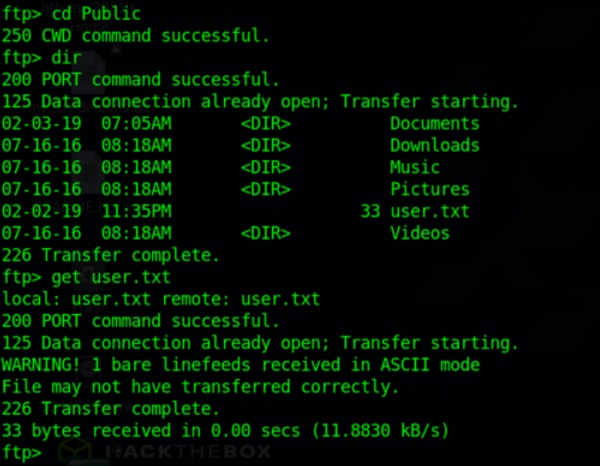 ftp> cd Public
250 CWD command successful.
ftp> dir
200 PORT command successful.
125 Data connection already open; Transfer starting.
02-03-19  07:05AM       <DIR>          Documents
07-16-16  08:18AM       <DIR>          Downloads
07-16-16  08:18AM       <DIR>          Music
07-16-16  08:18AM       <DIR>          Pictures
02-02-19  11:35PM                   33 user.txt
07-16-16  08:18AM       <DIR>          Videos
226 Transfer complete.
ftp> get user.txt
local: user.txt remote: user.txt
200 PORT command successful.
125 Data connection already open; Transfer starting.
WARNING! 1 bare linefeeds received in ASCII mode
File may not have transferred correctly.
226 Transfer complete.
33 bytes received in 0.00 secs (11.8830 kB/s)
ftp>
HACKTHEBOX